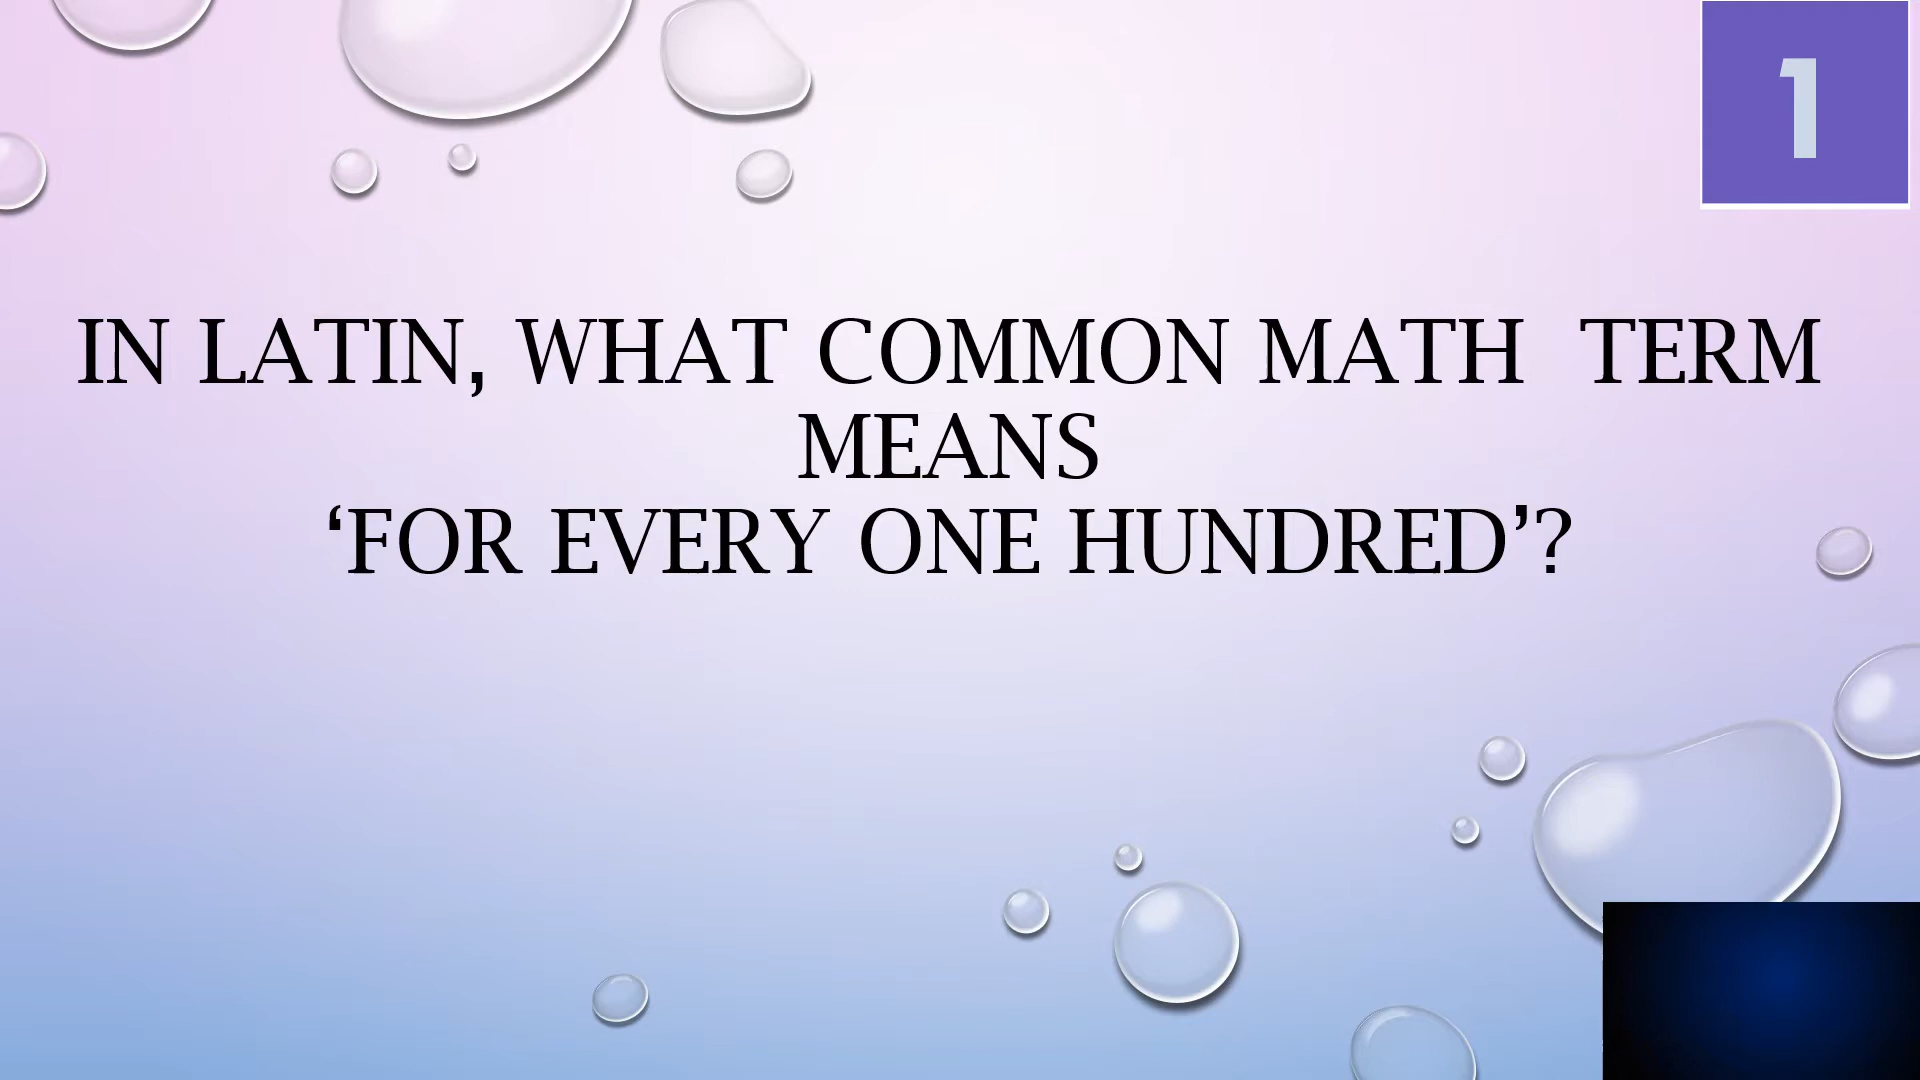 1
IN LATIN, WHAT COMMON MATH  TERM
MEANS
‘FOR EVERY ONE HUNDRED’?